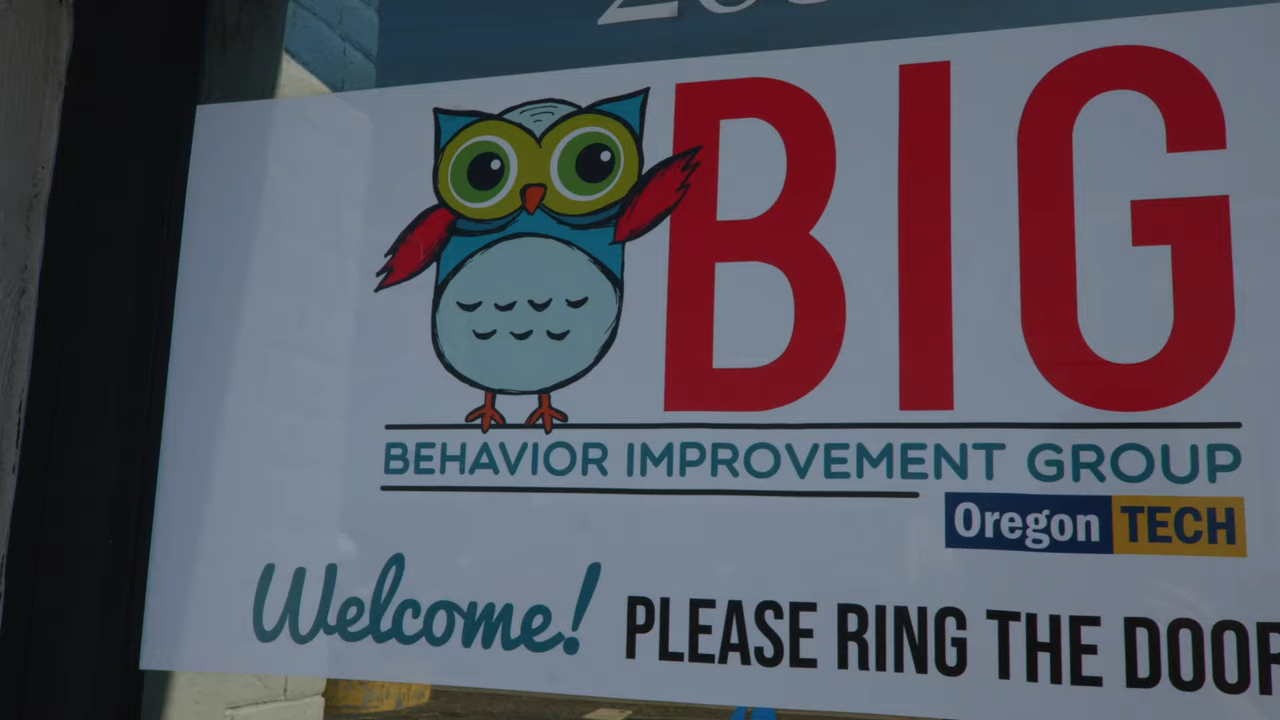 BIG
BEHAVIOR IMPROVEMENT GROUP
Oregon TECH
Welcome! PLEASE RING THE DOOR